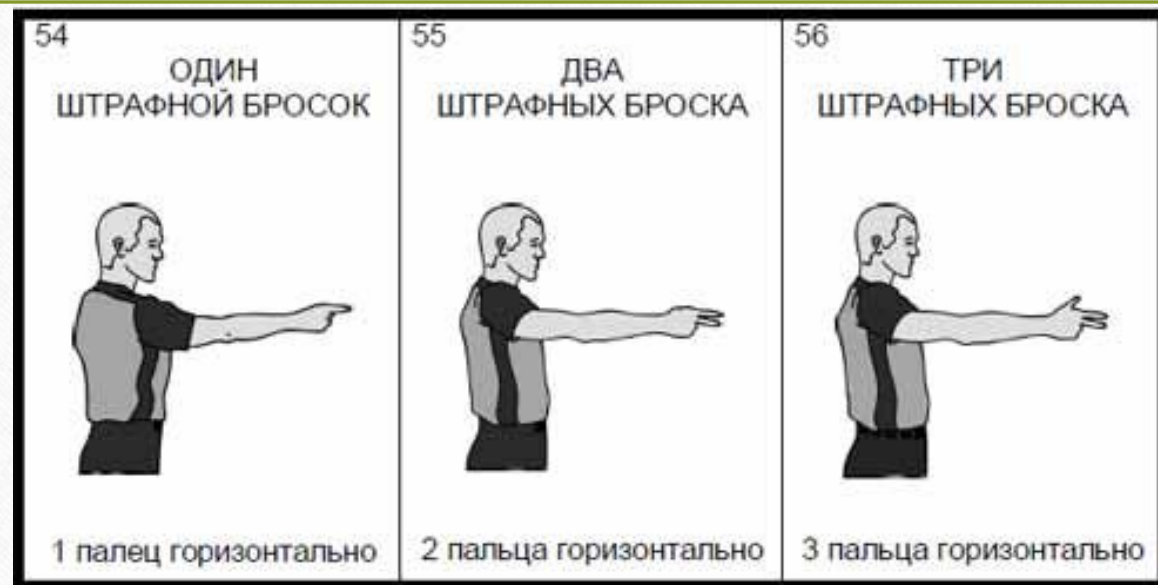 54
ОДИН
ШТРАФНОЙ БРОСОК
1 палец горизонтально
55
ДВА
ШТРАФНЫХ БРОСКА
2 пальца горизонтально
56
ТРИ
ШТРАФНЫХ БРОСКА
3 пальца горизонтально